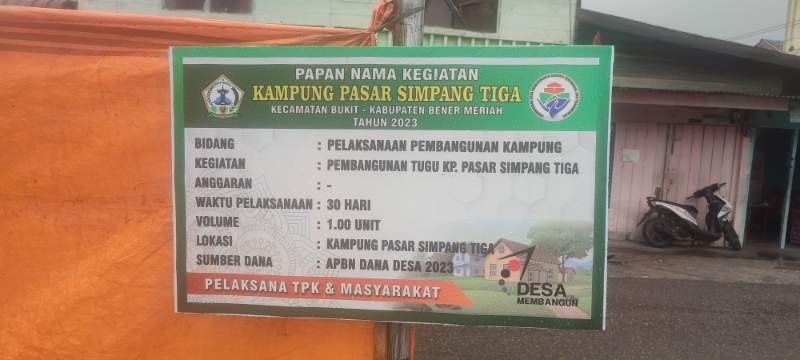 PAPAN NAMA KEGIATAN
KAMPUNG PASAR SIMPANG TIGA
KECAMATAN BUKIT - KABUPATEN BENER MERIAH
TAHUN 2023
BIDANG : PELAKSANAAN PEMBANGUNAN KAMPUNG
KEGIATAN : PEMBANGUNAN TUGU KP. PASAR SIMPANG TIGA
ANGGARAN : -
WAKTU PELAKSANAAN : 30 HARI
VOLUME : 1.00 UNIT
LOKASI : KAMPUNG PASAR SIMPANG TIGA
SUMBER DANA : APBN DANA DESA 2023
PELAKSANA TPK & MASYARAKAT
DESA
MEMBANGUN